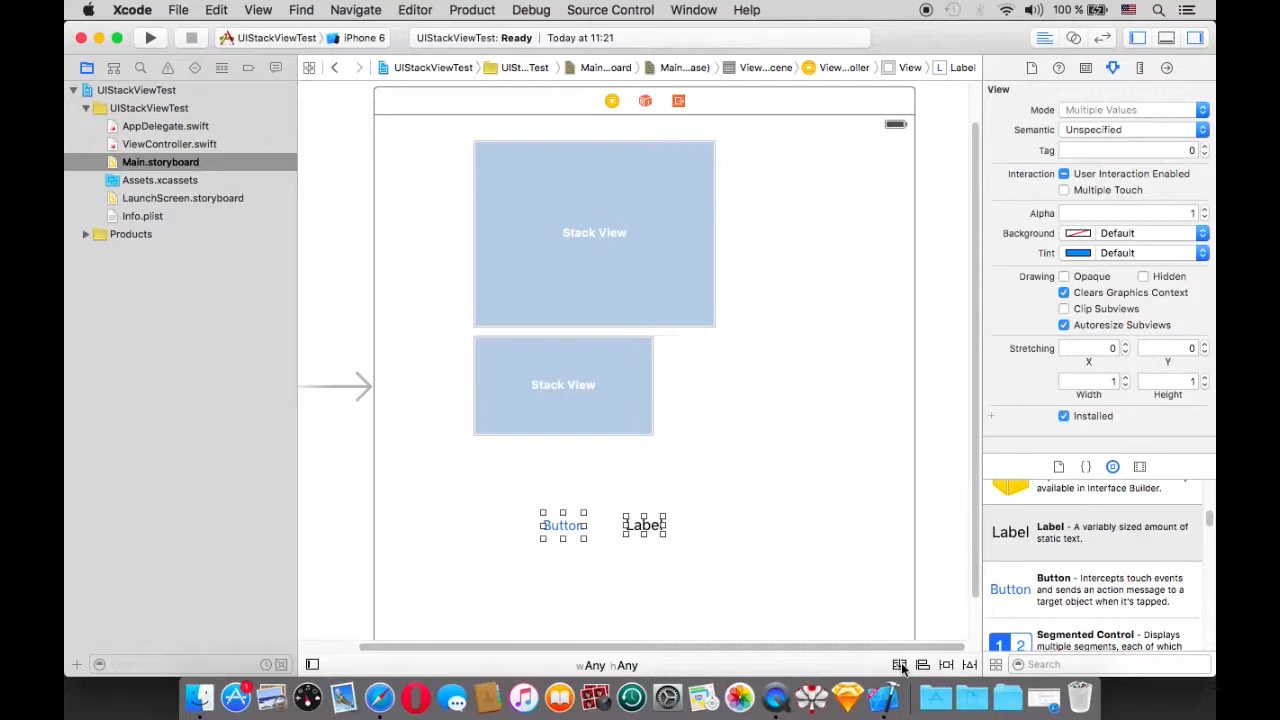 Xcode File Edit View Find Navigate Editor Product Debug Source Control Window Help 100 %
UIStackViewTest iPhone 6 UIStackViewTest: Ready Today at 11:21
UIStackViewTest UISt...Test Main...oard Main...ase) View...cene View...oller View L Label
UIStackViewTest
UIStackViewTest
AppDelegate.swift
ViewController.swift
Main.storyboard
Assets.xcassets
LaunchScreen.storyboard
Info.plist
Products
Stack View
Stack View
Button Label
wAny hAny
View
Mode Multiple Values
Semantic Unspecified
Tag 0
Interaction User Interaction Enabled
Multiple Touch
Alpha 1
Background Default
Tint Default
Drawing Opaque Hidden
Clears Graphics Context
Clip Subviews
Autoresize Subviews
Stretching 0 0
X Y
1 1
Width Height
+ Installed
{ }
available in Interface Builder.
Label Label - A variably sized amount of
static text.
Button Button - Intercepts touch events
and sends an action message to a
target object when it's tapped.
1 2 Segmented Control - Displays
multiple segments, each of which
Search